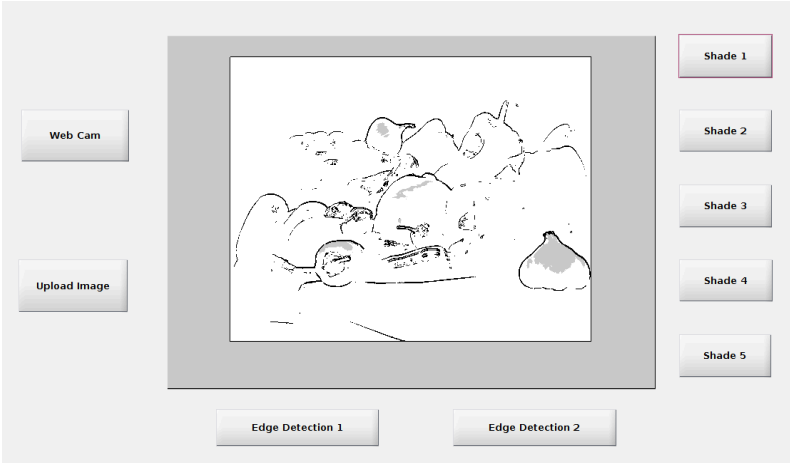 Web Cam
Upload Image
Shade 1
Shade 2
Shade 3
Shade 4
Shade 5
Edge Detection 1
Edge Detection 2